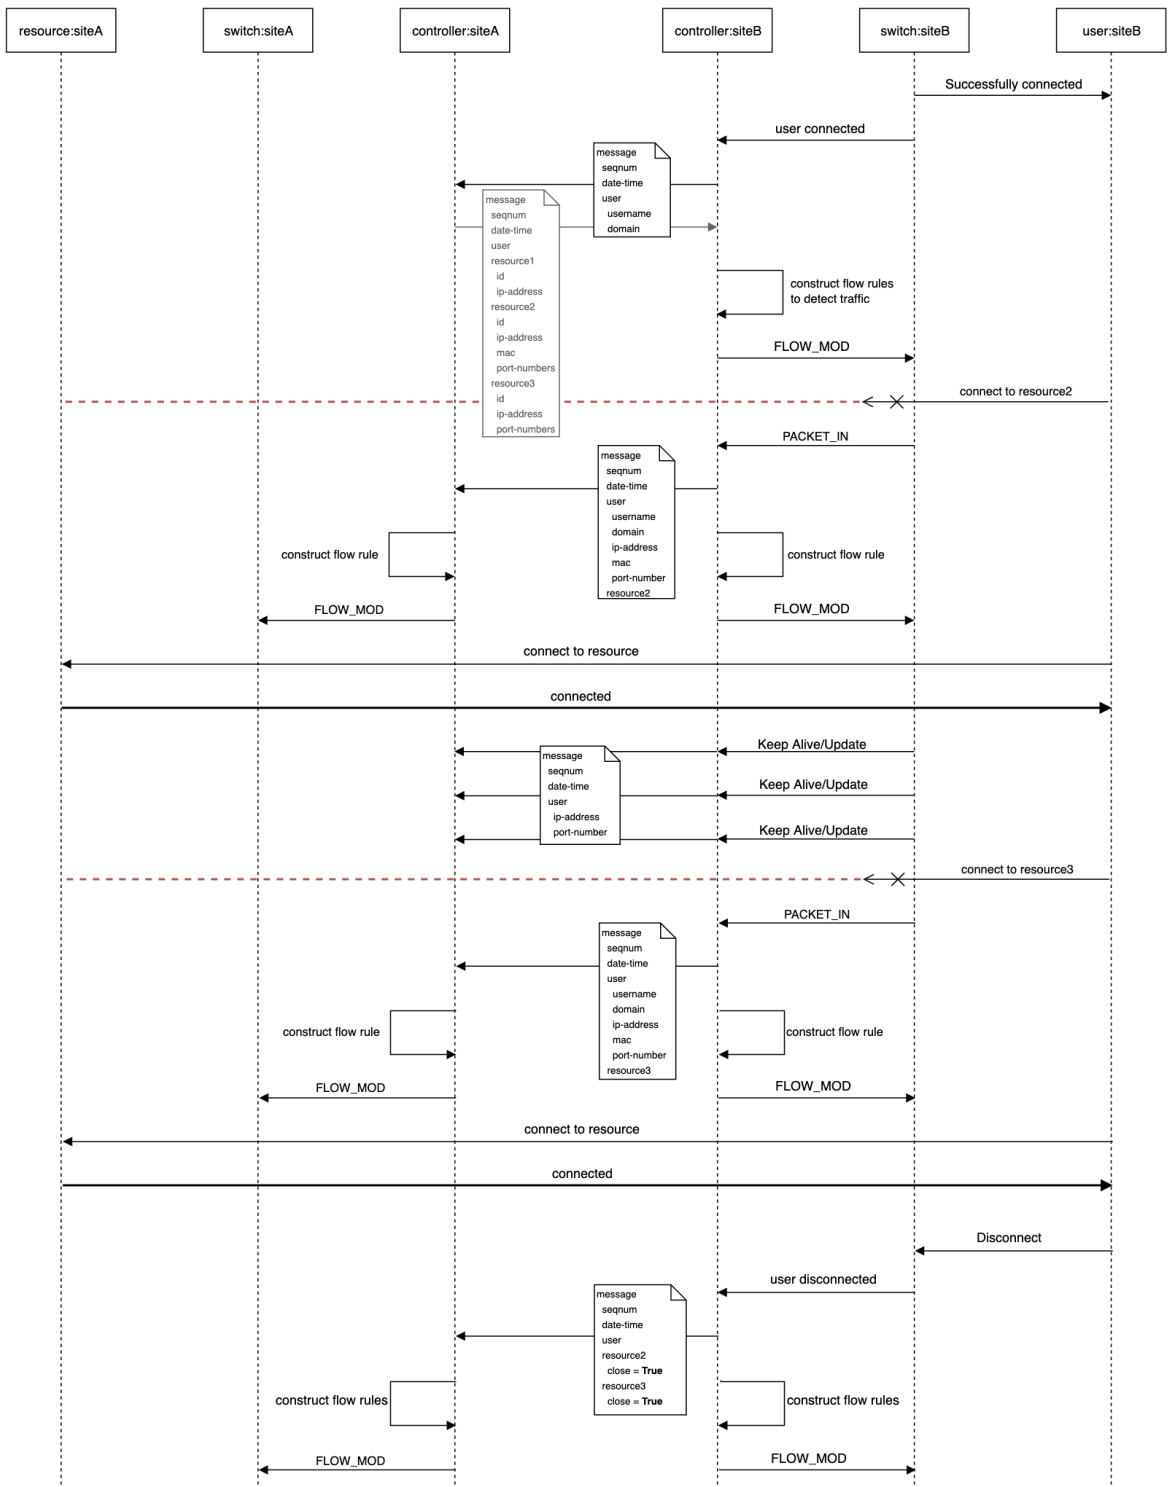 resource:siteA
switch:siteA
controller:siteA
controller:siteB
switch:siteB
user:siteB
Successfully connected
user connected
message
seqnum
date-time
user
username
domain
message
seqnum
date-time
user
resource1
id
ip-address
resource2
id
ip-address
mac
port-numbers
resource3
id
ip-address
port-numbers
construct flow rules
to detect traffic
FLOW_MOD
connect to resource2
PACKET_IN
message
seqnum
date-time
user
username
domain
ip-address
mac
port-number
resource2
construct flow rule
construct flow rule
FLOW_MOD
FLOW_MOD
connect to resource
connected
Keep Alive/Update
message
seqnum
date-time
user
ip-address
port-number
Keep Alive/Update
Keep Alive/Update
connect to resource3
PACKET_IN
message
seqnum
date-time
user
username
domain
ip-address
mac
port-number
resource3
construct flow rule
construct flow rule
FLOW_MOD
FLOW_MOD
connect to resource
connected
Disconnect
user disconnected
message
seqnum
date-time
user
resource2
close = True
resource3
close = True
construct flow rules
construct flow rules
FLOW_MOD
FLOW_MOD